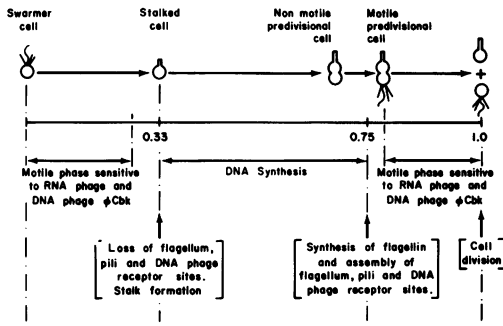 Swarmer
cell
Stalked
cell
Non motile
predivisional
cell
Motile
predivisional
cell
+
0.33
0.75
1.0
Motile phase sensitive
to RNA phage and
DNA phage φCbk
DNA Synthesis
Motile phase sensitive
to RNA phage and
DNA phage φCbk
Loss of flagellum,
pili and DNA phage
receptor sites.
Stalk formation
Synthesis of flagellin
and assembly of
flagellum, pili and DNA
phage receptor sites.
Cell
division